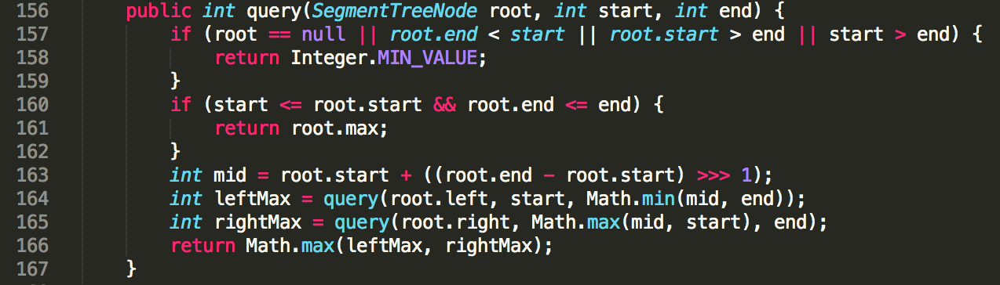 156 public int query(SegmentTreeNode root, int start, int end) {
157 if (root == null || root.end < start || root.start > end || start > end) {
158 return Integer.MIN_VALUE;
159 }
160 if (start <= root.start && root.end <= end) {
161 return root.max;
162 }
163 int mid = root.start + ((root.end - root.start) >>> 1);
164 int leftMax = query(root.left, start, Math.min(mid, end));
165 int rightMax = query(root.right, Math.max(mid, start), end);
166 return Math.max(leftMax, rightMax);
167 }